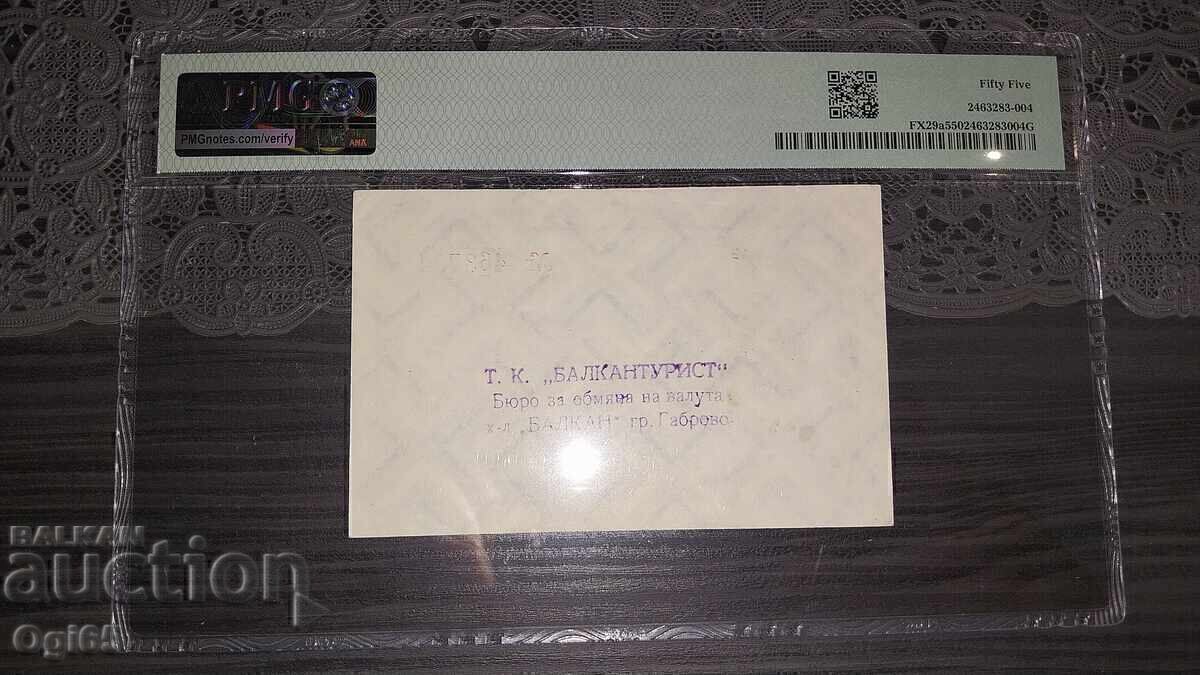 PMG
PMGnotes.com/verify
ANA
Fifty Five
2463283-004
FX29a5502463283004G
Т. К. „БАЛКАНТУРИСТ“
Бюро за обмяна на валута
х-л „БАЛКАН“ гр. Габрово
BALKAN
auction
Ogi65